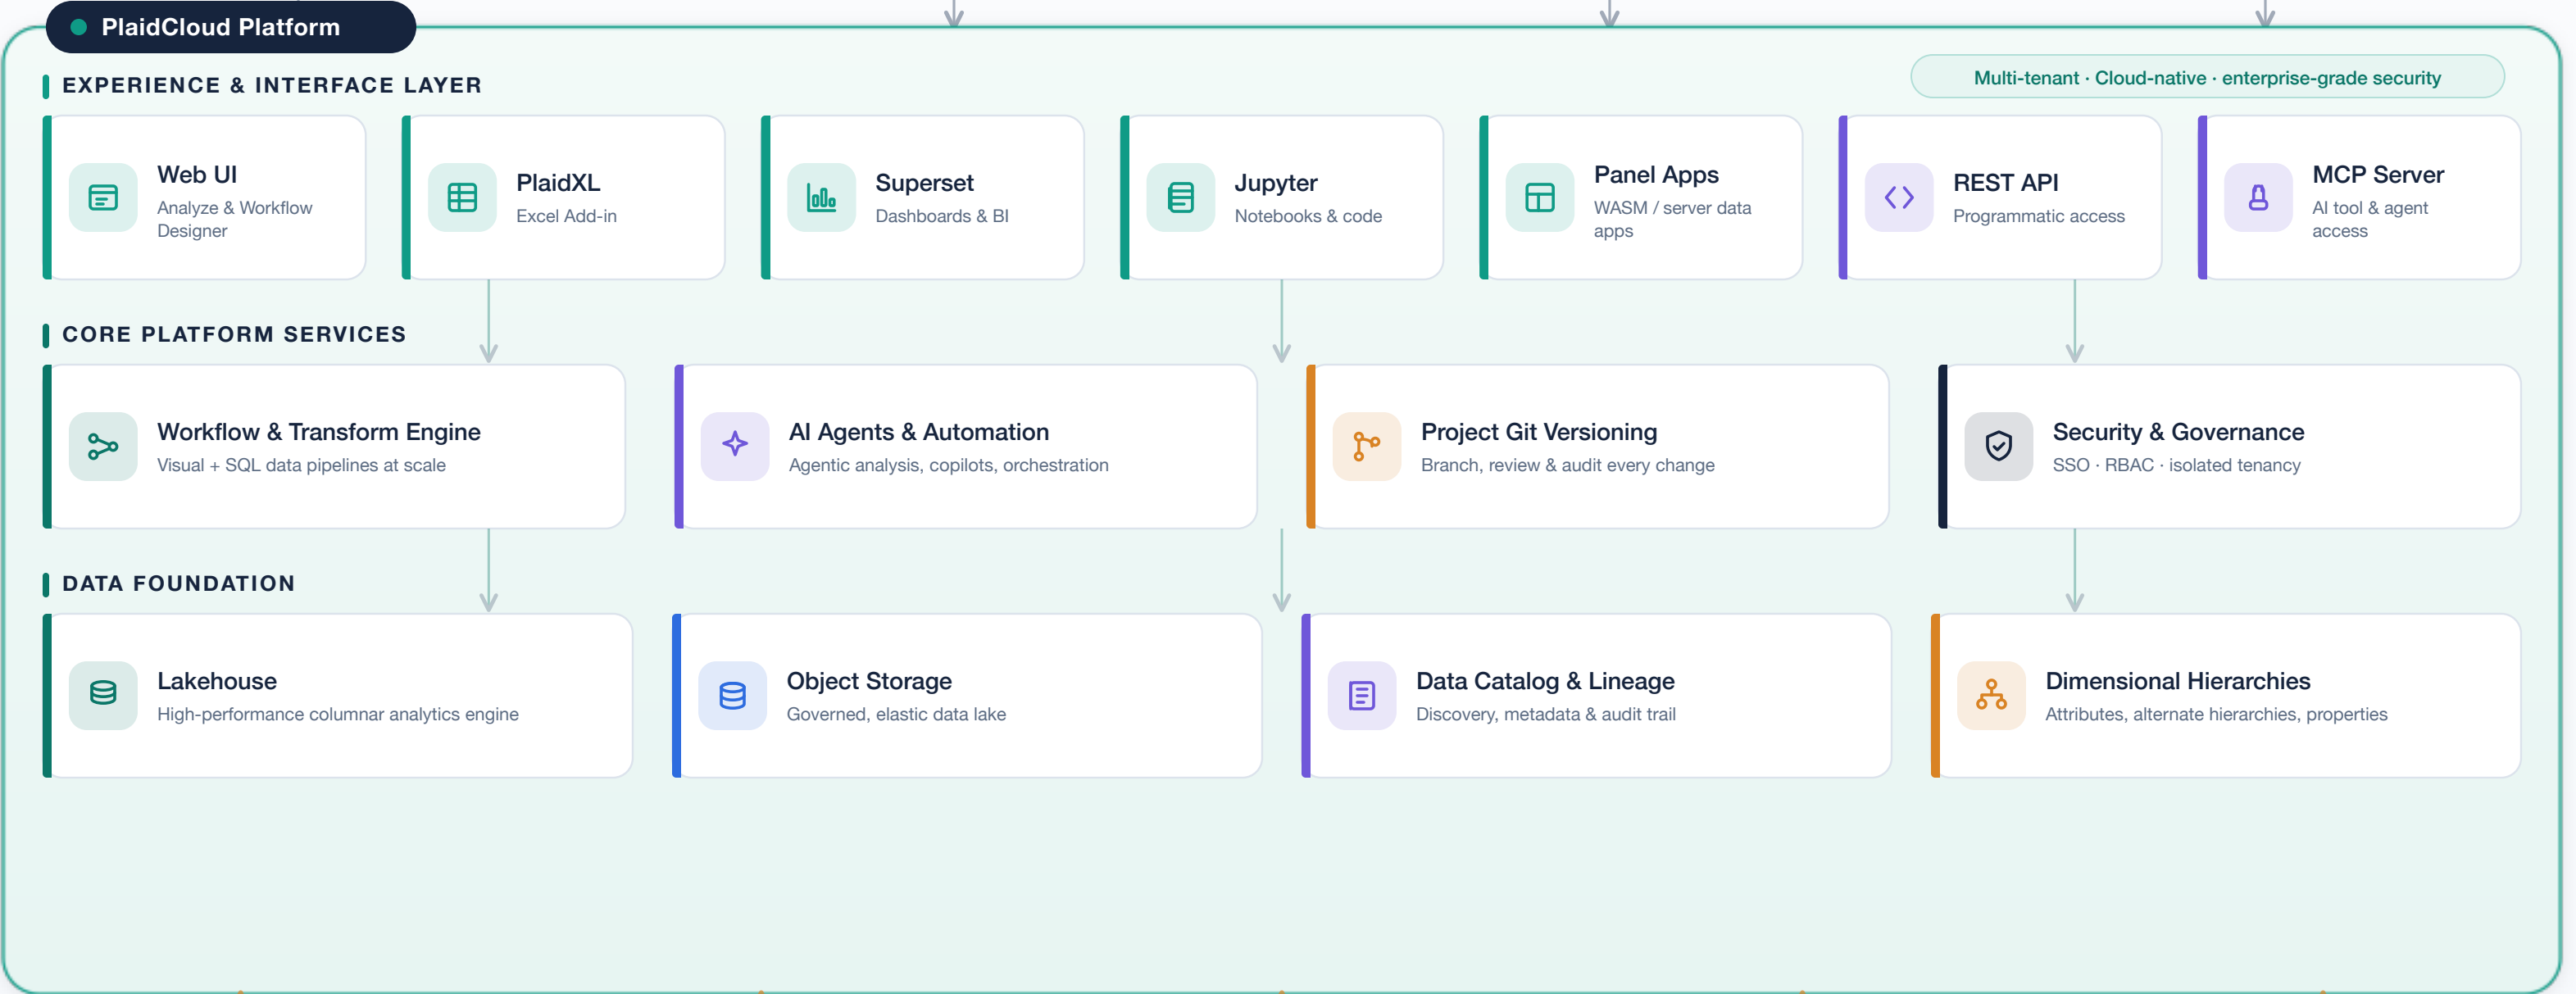 PlaidCloud Platform
EXPERIENCE & INTERFACE LAYER
Multi-tenant · Cloud-native · enterprise-grade security
Web UI
Analyze & Workflow
Designer
PlaidXL
Excel Add-in
Superset
Dashboards & BI
Jupyter
Notebooks & code
Panel Apps
WASM / server data
apps
REST API
Programmatic access
MCP Server
AI tool & agent
access
CORE PLATFORM SERVICES
Workflow & Transform Engine
Visual + SQL data pipelines at scale
AI Agents & Automation
Agentic analysis, copilots, orchestration
Project Git Versioning
Branch, review & audit every change
Security & Governance
SSO · RBAC · isolated tenancy
DATA FOUNDATION
Lakehouse
High-performance columnar analytics engine
Object Storage
Governed, elastic data lake
Data Catalog & Lineage
Discovery, metadata & audit trail
Dimensional Hierarchies
Attributes, alternate hierarchies, properties